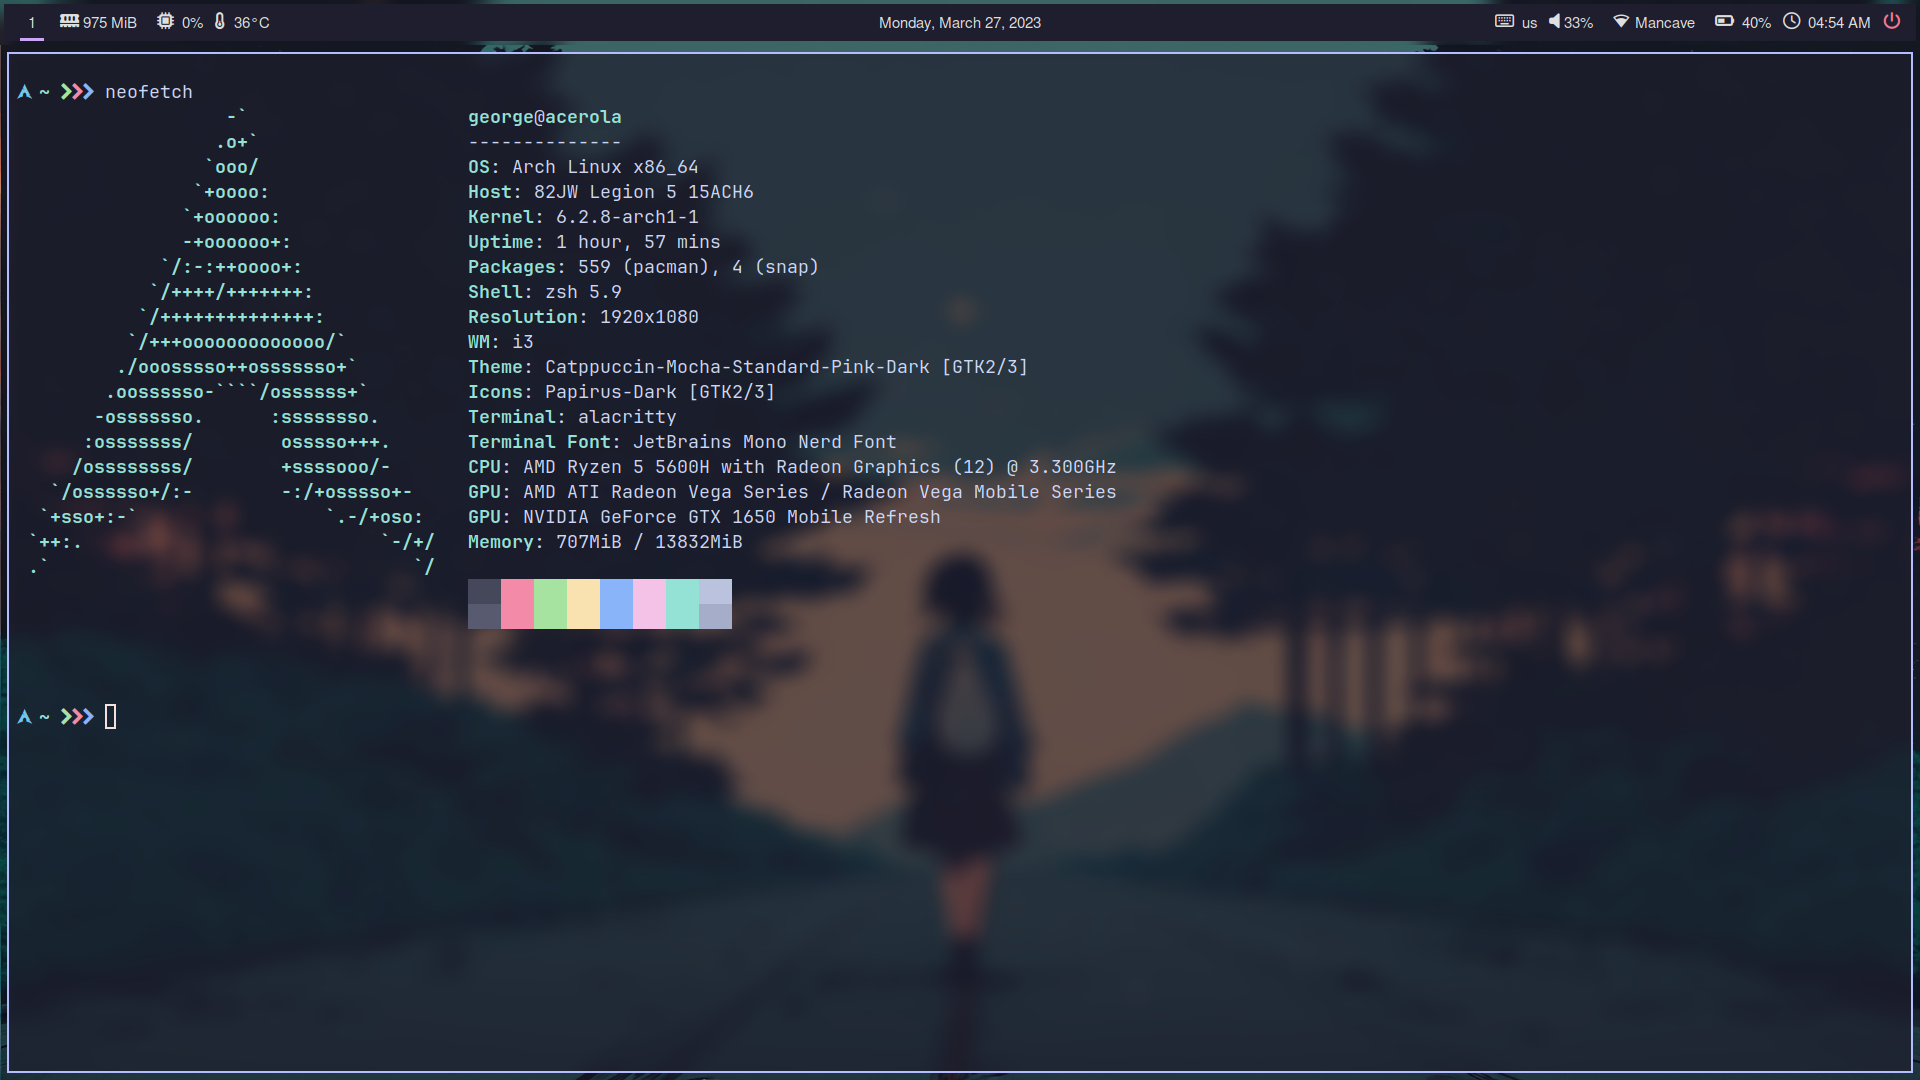 1 975 MiB 0% 36°C Monday, March 27, 2023 us 33% Mancave 40% 04:54 AM
~ neofetch
-`
.o+`
`ooo/
`+oooo:
`+oooooo:
-+oooooo+:
`/:-:++oooo+:
`/++++/+++++++:
`/++++++++++++++:
`/+++ooooooooooooo/`
./ooosssso++osssssso+`
.oossssso-````/ossssss+`
-osssssso. :ssssssso.
:osssssss/ osssso+++.
/ossssssss/ +ssssooo/-
`/ossssso+/:- -:/+osssso+-
`+sso+:-` `.-/+oso:
`++:. `-/+/
.` `/
george@acerola
--------------
OS: Arch Linux x86_64
Host: 82JW Legion 5 15ACH6
Kernel: 6.2.8-arch1-1
Uptime: 1 hour, 57 mins
Packages: 559 (pacman), 4 (snap)
Shell: zsh 5.9
Resolution: 1920x1080
WM: i3
Theme: Catppuccin-Mocha-Standard-Pink-Dark [GTK2/3]
Icons: Papirus-Dark [GTK2/3]
Terminal: alacritty
Terminal Font: JetBrains Mono Nerd Font
CPU: AMD Ryzen 5 5600H with Radeon Graphics (12) @ 3.300GHz
GPU: AMD ATI Radeon Vega Series / Radeon Vega Mobile Series
GPU: NVIDIA GeForce GTX 1650 Mobile Refresh
Memory: 707MiB / 13832MiB
~